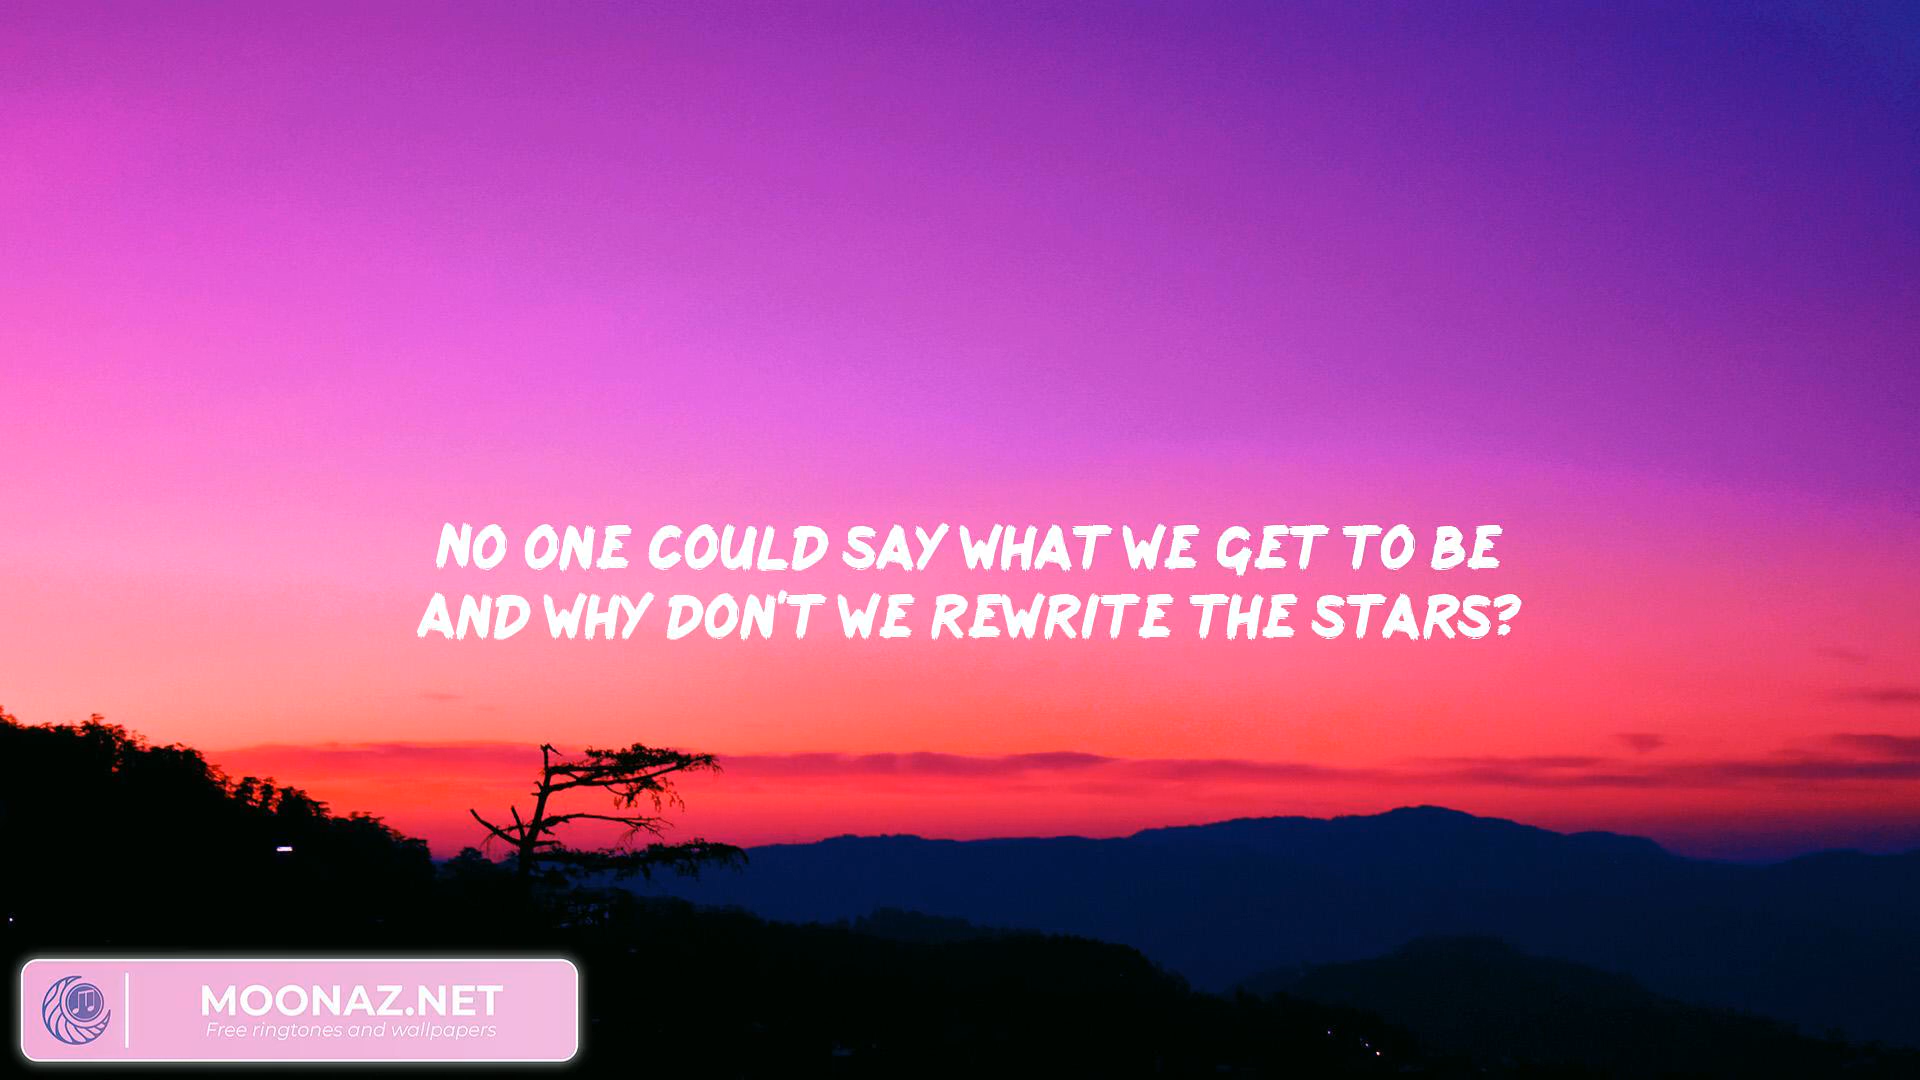 NO ONE COULD SAY WHAT WE GET TO BE
AND WHY DON'T WE REWRITE THE STARS?
MOONAZ.NET
Free ringtones and wallpapers